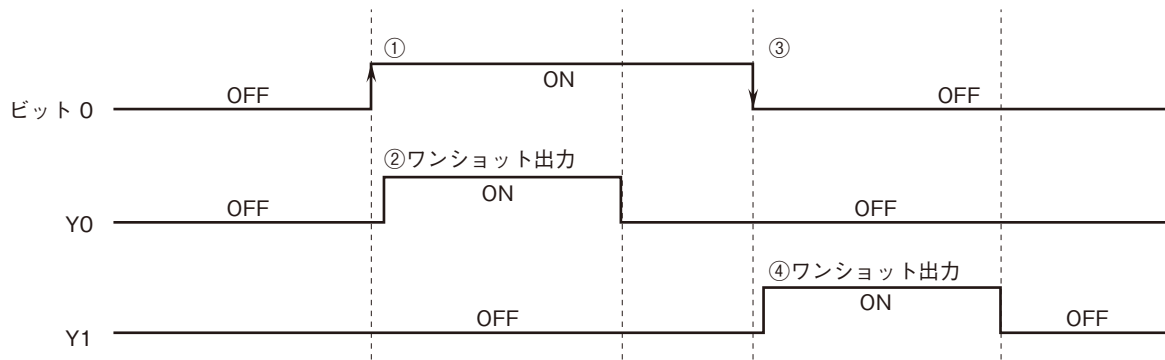 ① ③
ビット 0 OFF ON OFF
②ワンショット出力
Y0 OFF ON OFF
④ワンショット出力
Y1 OFF ON OFF